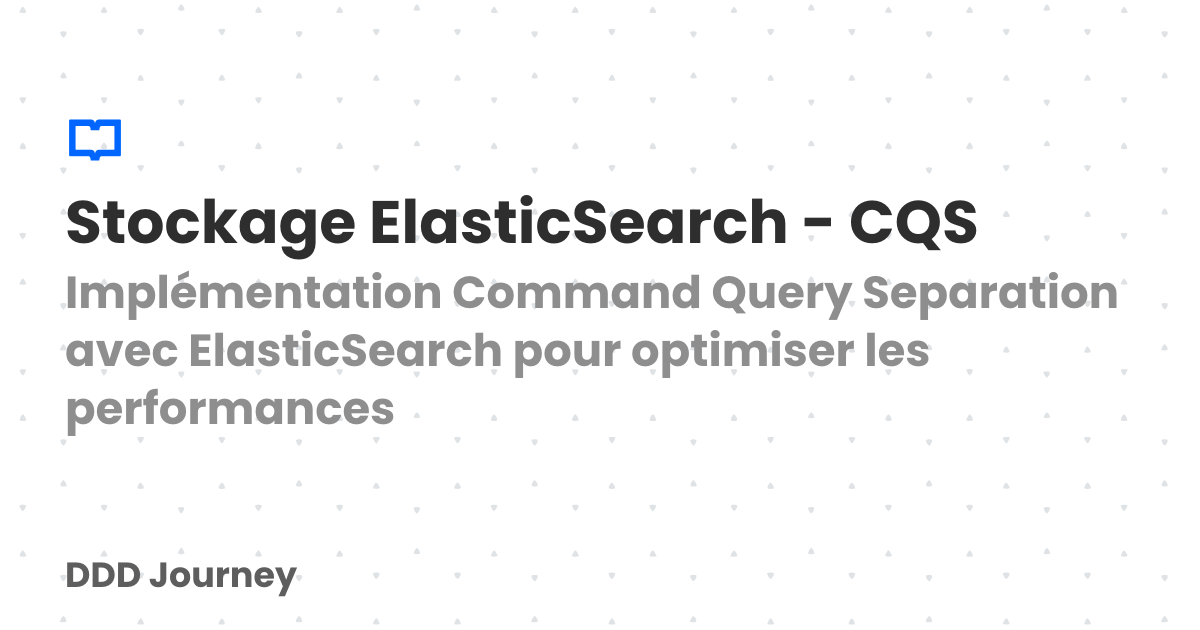 Stockage ElasticSearch - CQS
Implémentation Command Query Separation
avec ElasticSearch pour optimiser les
performances
DDD Journey